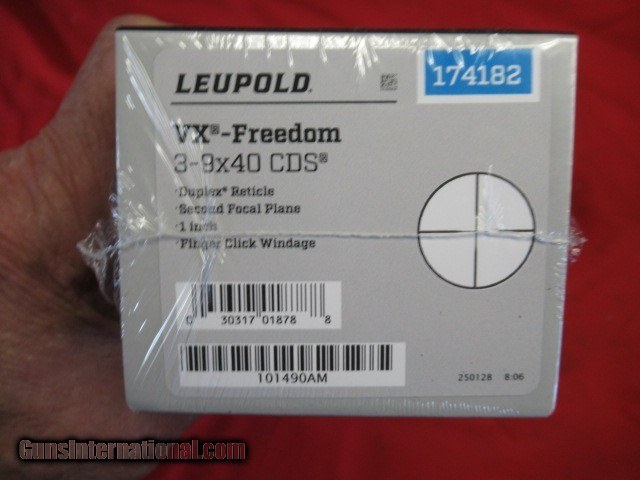 LEUPOLD®
174182
VX®-Freedom
3-9x40 CDS®
·Duplex® Reticle
·Second Focal Plane
·1 inch
·Finger Click Windage
0 30317 01878 8
101490AM
250128 8:06
GunsInternational.com